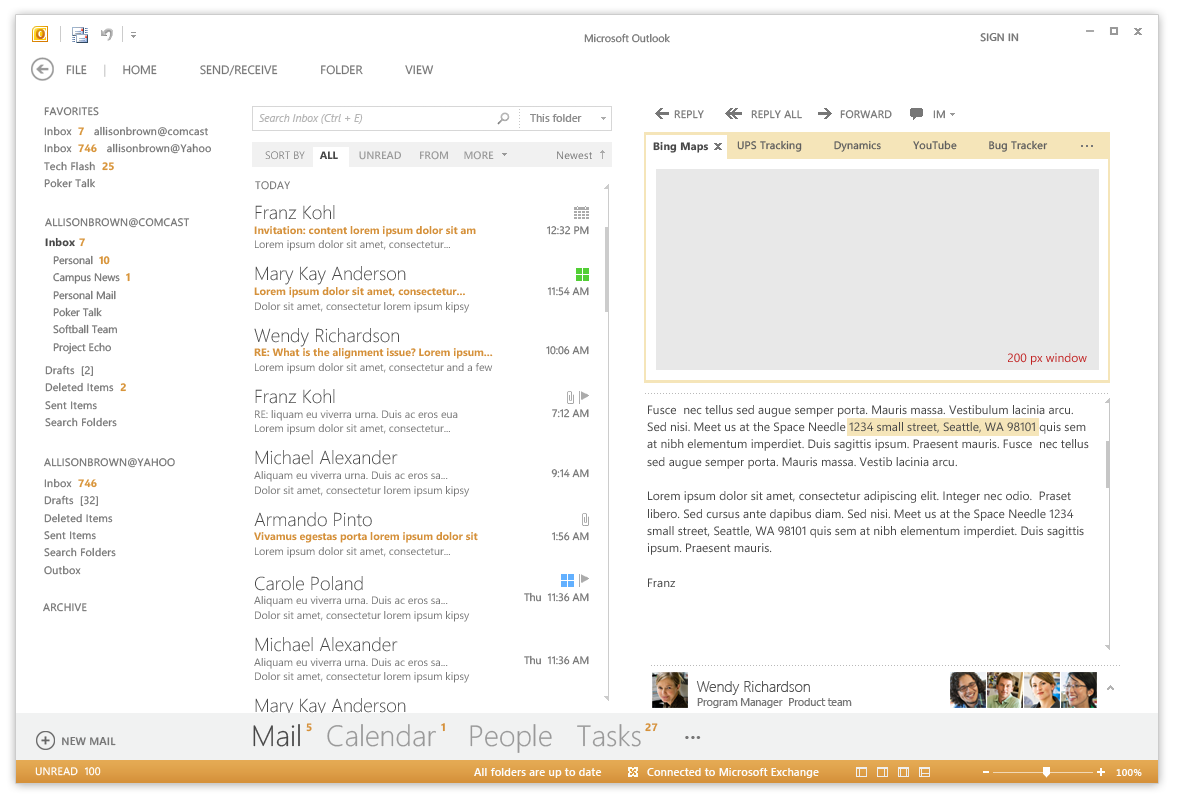 Microsoft Outlook
SIGN IN
FILE | HOME SEND/RECEIVE FOLDER VIEW
FAVORITES
Inbox 7 allisonbrown@comcast
Inbox 746 allisonbrown@Yahoo
Tech Flash 25
Poker Talk
ALLISONBROWN@COMCAST
Inbox 7
Personal 10
Campus News 1
Personal Mail
Poker Talk
Softball Team
Project Echo
Drafts [2]
Deleted Items 2
Sent Items
Search Folders
ALLISONBROWN@YAHOO
Inbox 746
Drafts [32]
Deleted Items
Sent Items
Search Folders
Outbox
ARCHIVE
Search Inbox (Ctrl + E) This folder
SORT BY ALL UNREAD FROM MORE Newest ↑
TODAY
Franz Kohl
Invitation: content lorem ipsum dolor sit am 12:32 PM
Lorem ipsum dolor sit amet, consectetur...
Mary Kay Anderson
Lorem ipsum dolor sit amet, consectetur... 11:54 AM
Dolor sit amet, consectetur lorem ipsum kipsy
Wendy Richardson
RE: What is the alignment issue? Lorem ipsum... 10:06 AM
Lorem ipsum dolor sit amet, consectetur and a few
Franz Kohl
RE: liquam eu viverra urna. Duis ac eros eua 7:12 AM
Lorem ipsum dolor sit amet, consectetur...
Michael Alexander
Aliquam eu viverra urna. Duis ac eros sa... 9:14 AM
Dolor sit amet, consectetur lorem ipsum kipsy
Armando Pinto
Vivamus egestas porta lorem ipsum dolor sit 1:56 AM
Lorem ipsum dolor sit amet, consectetur...
Carole Poland
Aliquam eu viverra urna. Duis ac eros sa... Thu 11:36 AM
Dolor sit amet, consectetur lorem ipsum kipsy
Michael Alexander
Aliquam eu viverra urna. Duis ac eros sa... Thu 11:36 AM
Dolor sit amet, consectetur lorem ipsum kipsy
Mary Kay Anderson
REPLY REPLY ALL FORWARD IM
Bing Maps X UPS Tracking Dynamics YouTube Bug Tracker ...
200 px window
Fusce nec tellus sed augue semper porta. Mauris massa. Vestibulum lacinia arcu.
Sed nisi. Meet us at the Space Needle 1234 small street, Seattle, WA 98101 quis sem
at nibh elementum imperdiet. Duis sagittis ipsum. Praesent mauris. Fusce nec tellus
sed augue semper porta. Mauris massa. Vestib lacinia arcu.
Lorem ipsum dolor sit amet, consectetur adipiscing elit. Integer nec odio. Praset
libero. Sed cursus ante dapibus diam. Sed nisi. Meet us at the Space Needle 1234
small street, Seattle, WA 98101 quis sem at nibh elementum imperdiet. Duis sagittis
ipsum. Praesent mauris.
Franz
Wendy Richardson
Program Manager Product team
NEW MAIL
Mail 5 Calendar 1 People Tasks 27 ...
UNREAD 100 All folders are up to date Connected to Microsoft Exchange 100%